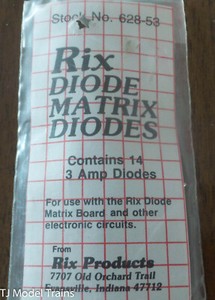 Stock No. 628-53
Rix
DIODE
MATRIX
DIODES
Contains 14
3 Amp Diodes
For use with the Rix Diode
Matrix Board and other
electronic circuits.
From
Rix Products
7707 Old Orchard Trail
Evansville, Indiana 47712
TJ Model Trains